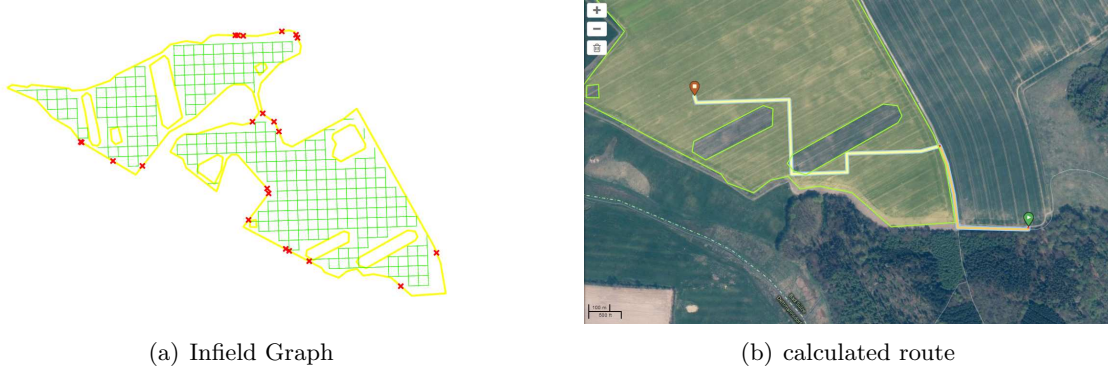 +
−
100 m
500 ft
(a) Infield Graph
(b) calculated route